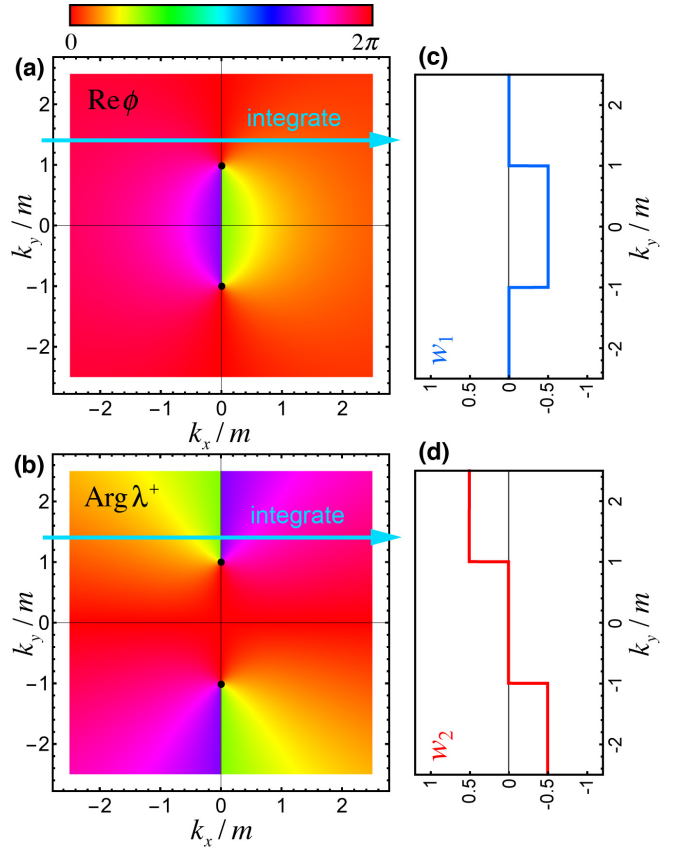 0 2π
(a)
Re ϕ
integrate
2
1
0
−1
−2
k_y / m
−2 −1 0 1 2
k_x / m
(c)
w_1
2
1
0
-1
-2
k_y / m
1 0.5 0 -0.5 -1
(b)
Arg λ⁺
integrate
2
1
0
−1
−2
k_y / m
−2 −1 0 1 2
k_x / m
(d)
w_2
2
1
0
-1
-2
k_y / m
1 0.5 0 -0.5 -1